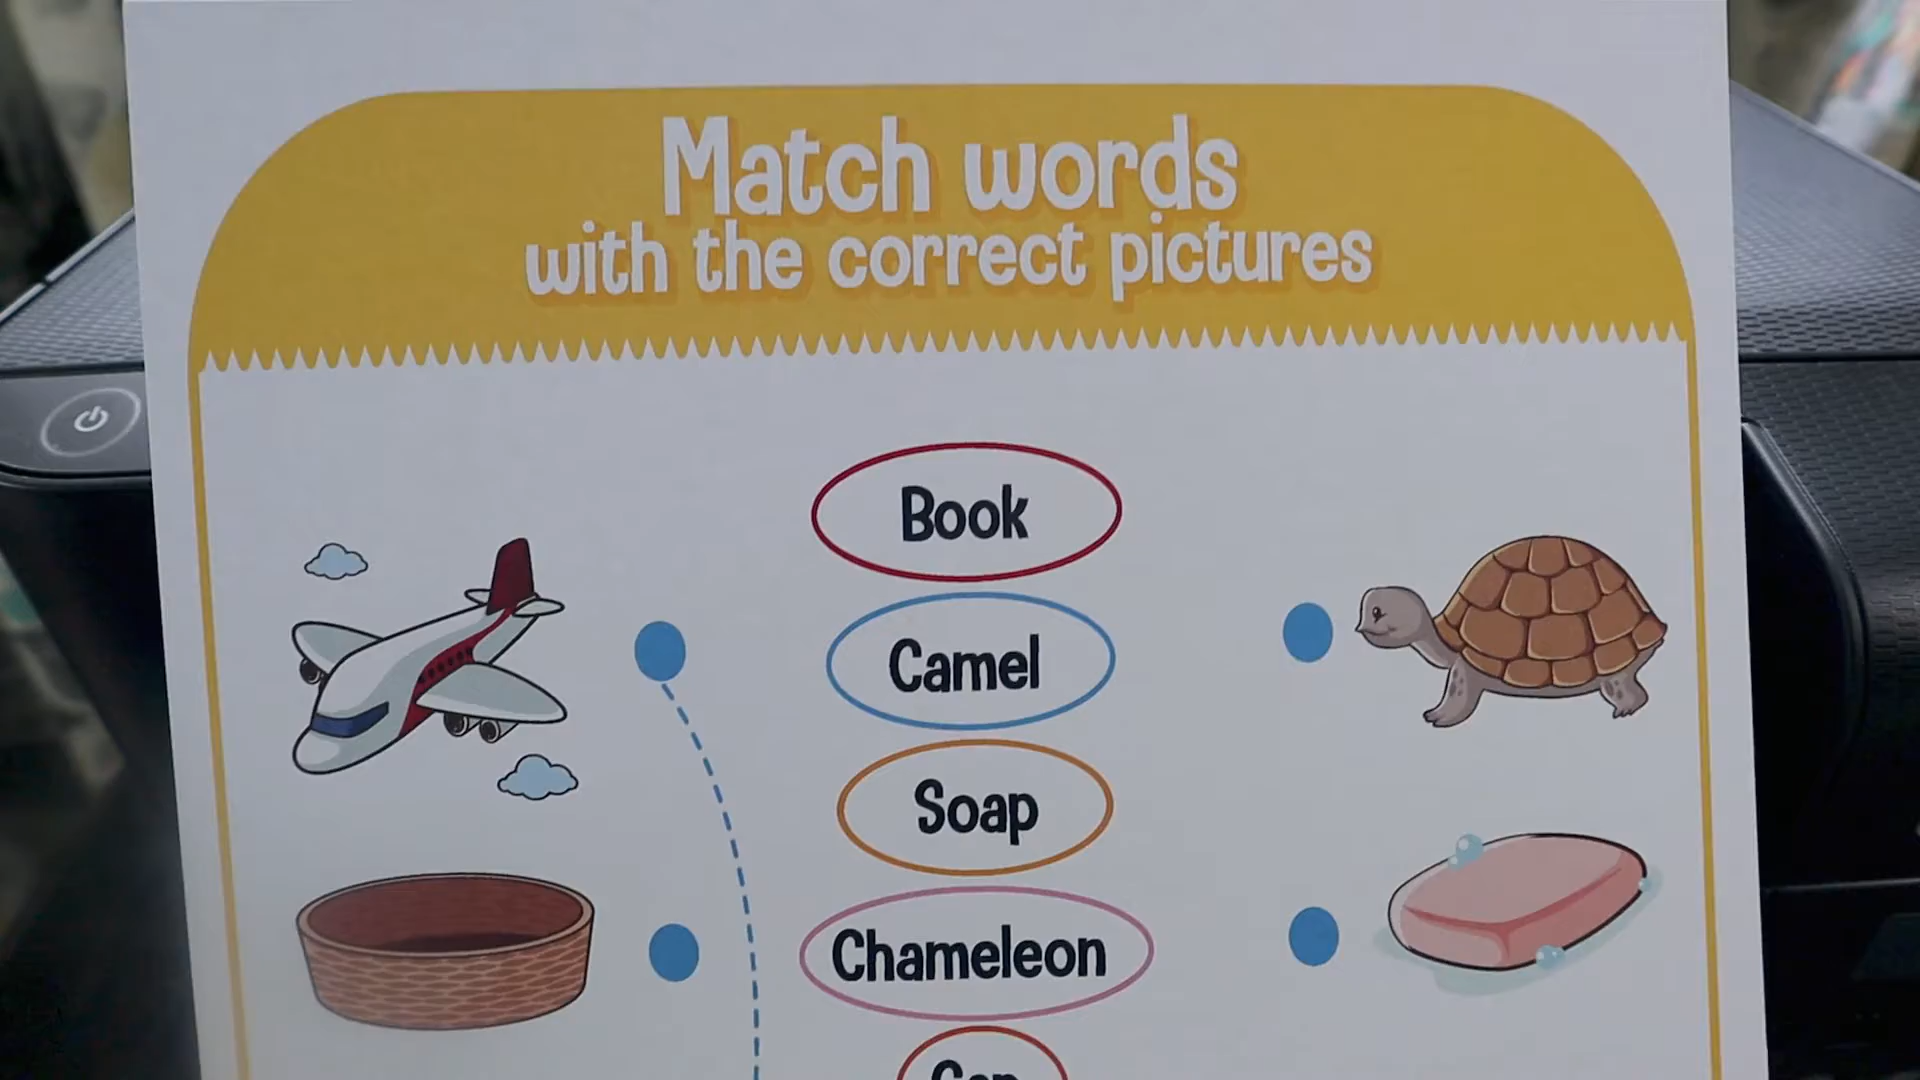 Match words
with the correct pictures
Book
Camel
Soap
Chameleon